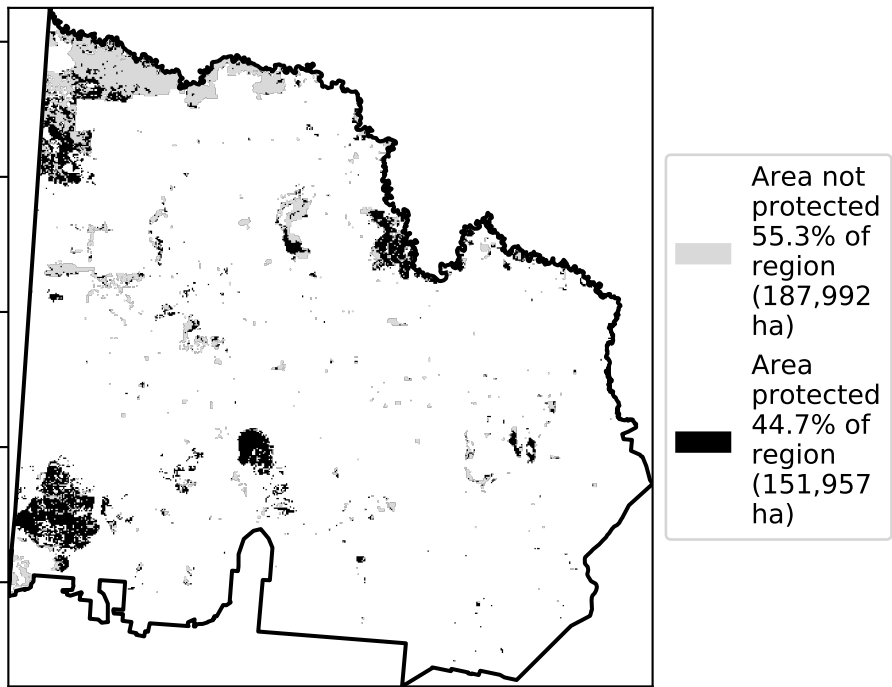 Area not
protected
55.3% of
region
(187,992
ha)
Area
protected
44.7% of
region
(151,957
ha)